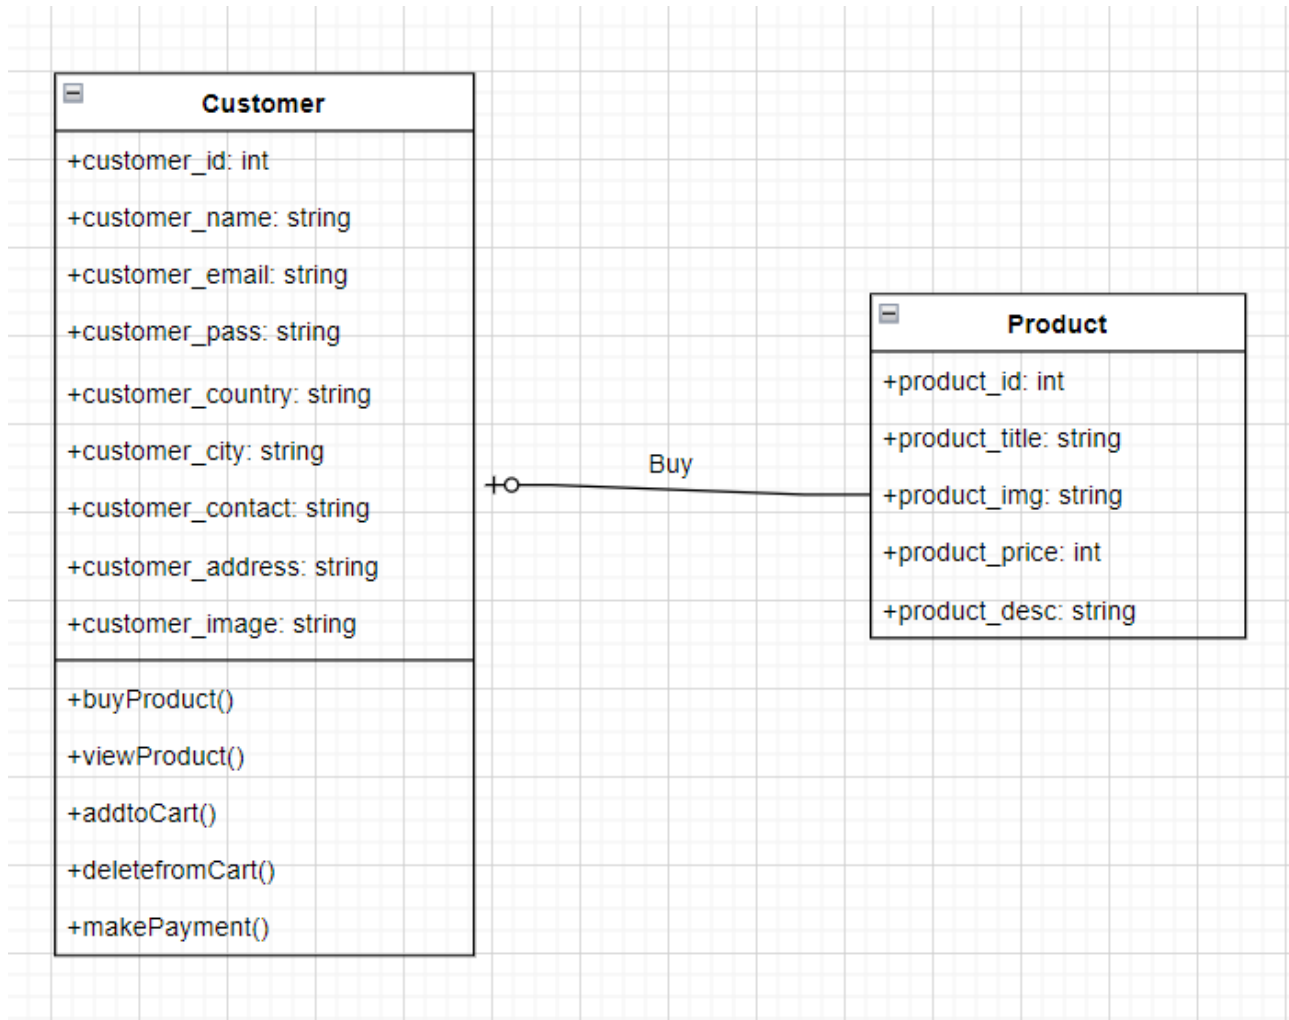 Customer
+customer_id: int
+customer_name: string
+customer_email: string
+customer_pass: string
+customer_country: string
+customer_city: string
+customer_contact: string
+customer_address: string
+customer_image: string
+buyProduct()
+viewProduct()
+addtoCart()
+deletefromCart()
+makePayment()
Buy
Product
+product_id: int
+product_title: string
+product_img: string
+product_price: int
+product_desc: string